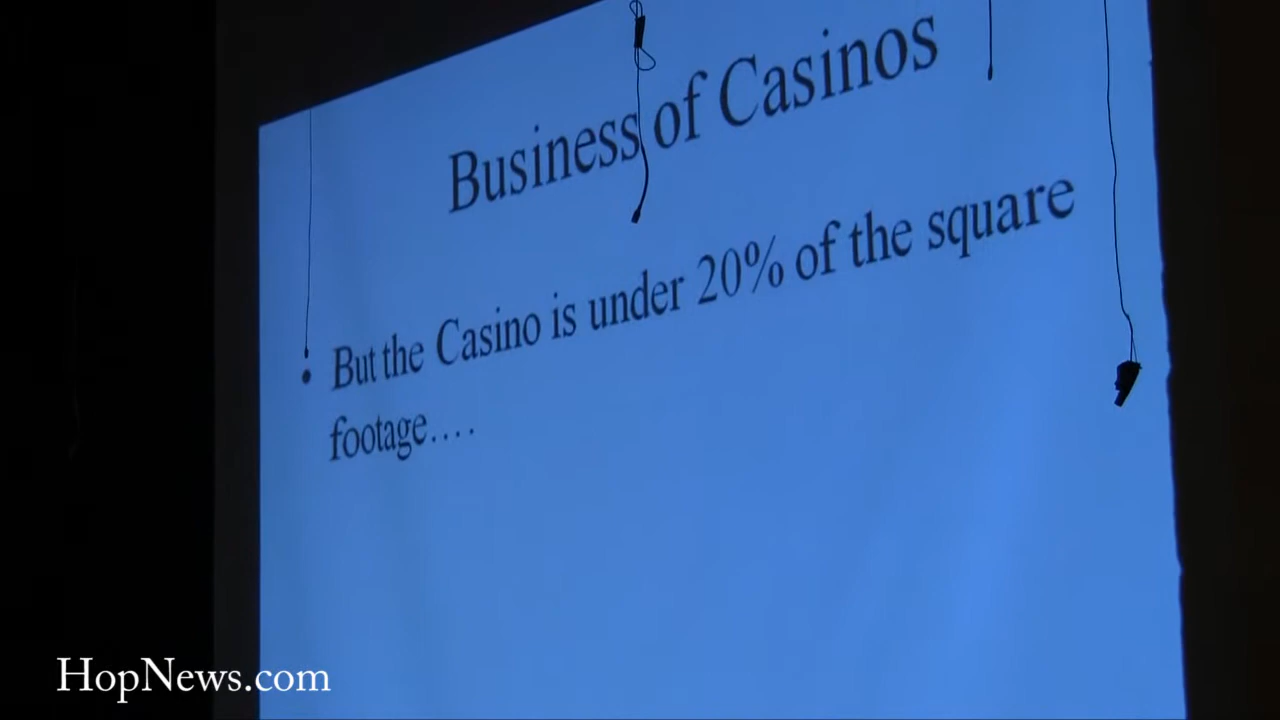 Business of Casinos
• But the Casino is under 20% of the square
footage....
HopNews.com